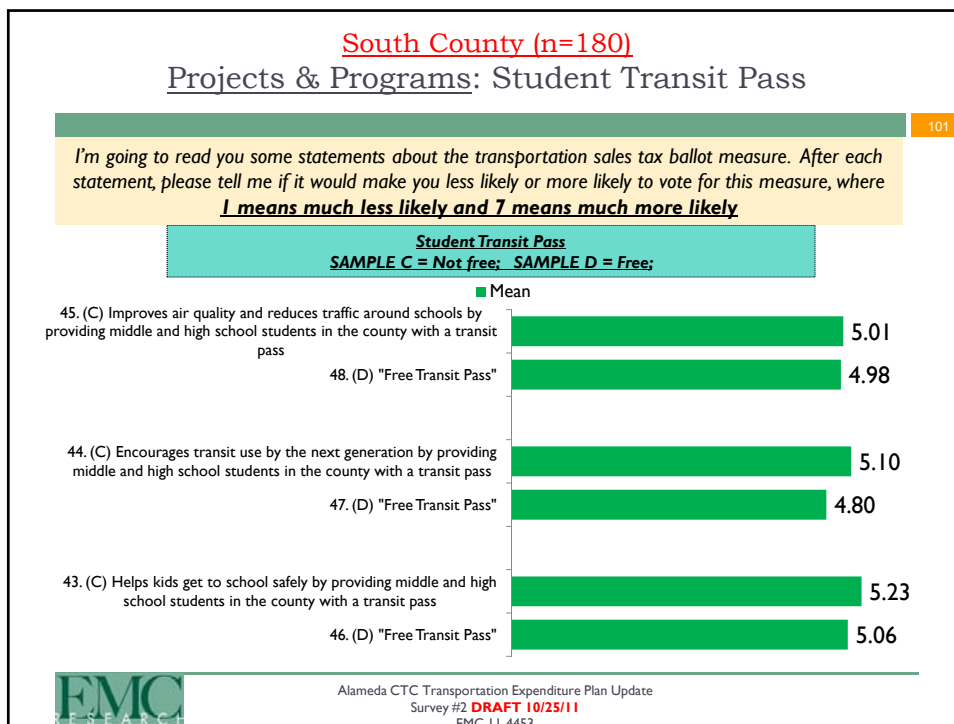 South County (n=180)
Projects & Programs: Student Transit Pass
101
I'm going to read you some statements about the transportation sales tax ballot measure. After each
statement, please tell me if it would make you less likely or more likely to vote for this measure, where
1 means much less likely and 7 means much more likely
Student Transit Pass
SAMPLE C = Not free; SAMPLE D = Free;
Mean
45. (C) Improves air quality and reduces traffic around schools by
providing middle and high school students in the county with a transit
pass
5.01
48. (D) "Free Transit Pass"
4.98
44. (C) Encourages transit use by the next generation by providing
middle and high school students in the county with a transit pass
5.10
47. (D) "Free Transit Pass"
4.80
43. (C) Helps kids get to school safely by providing middle and high
school students in the county with a transit pass
5.23
46. (D) "Free Transit Pass"
5.06
EMC
RESEARCH
Alameda CTC Transportation Expenditure Plan Update
Survey #2 DRAFT 10/25/11
EMC 11-4453